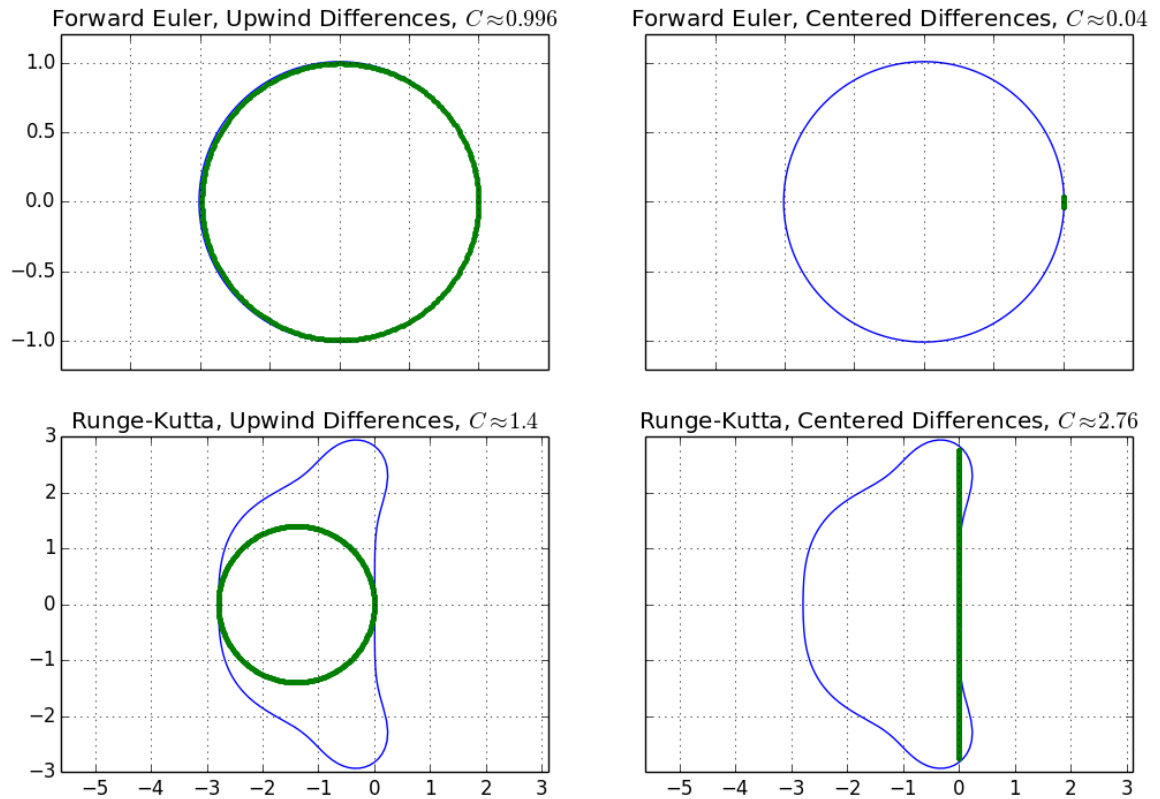 Forward Euler, Upwind Differences, C≈0.996
Forward Euler, Centered Differences, C≈0.04
1.0
0.5
0.0
−0.5
−1.0
Runge-Kutta, Upwind Differences, C≈1.4
Runge-Kutta, Centered Differences, C≈2.76
3
2
1
0
−1
−2
−3
−5 −4 −3 −2 −1 0 1 2 3
−5 −4 −3 −2 −1 0 1 2 3